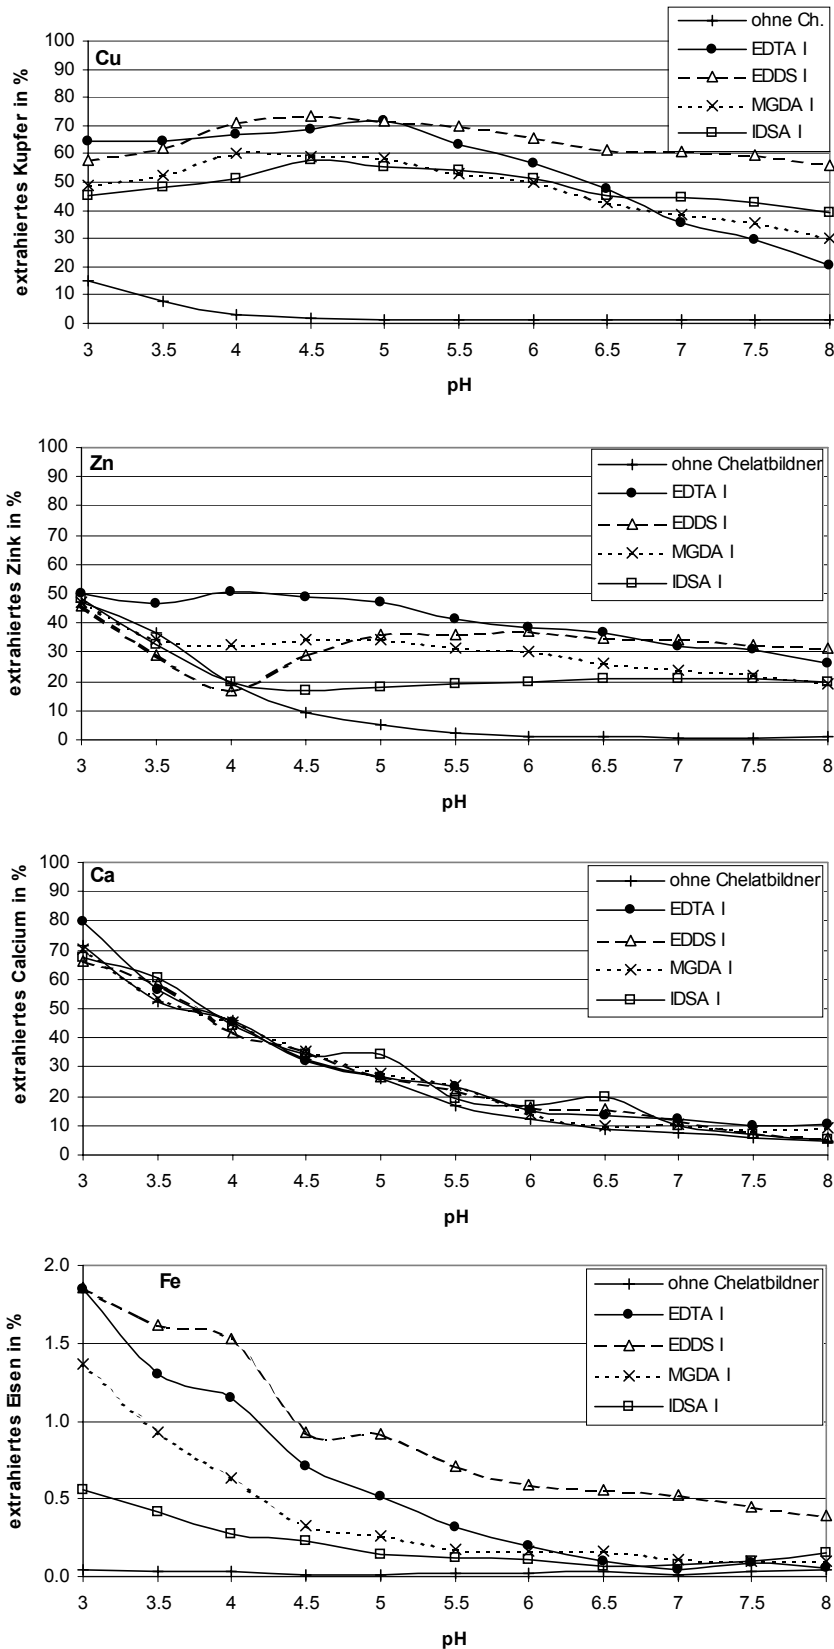 Cu
extrahiertes Kupfer in %
100
90
80
70
60
50
40
30
20
10
0
3 3.5 4 4.5 5 5.5 6 6.5 7 7.5 8
pH
ohne Ch.
EDTA I
EDDS I
MGDA I
IDSA I
Zn
extrahiertes Zink in %
100
90
80
70
60
50
40
30
20
10
0
3 3.5 4 4.5 5 5.5 6 6.5 7 7.5 8
pH
ohne Chelatbildner
EDTA I
EDDS I
MGDA I
IDSA I
Ca
extrahiertes Calcium in %
100
90
80
70
60
50
40
30
20
10
0
3 3.5 4 4.5 5 5.5 6 6.5 7 7.5 8
pH
ohne Chelatbildner
EDTA I
EDDS I
MGDA I
IDSA I
Fe
extrahiertes Eisen in %
2.0
1.5
1.0
0.5
0.0
3 3.5 4 4.5 5 5.5 6 6.5 7 7.5 8
pH
ohne Chelatbildner
EDTA I
EDDS I
MGDA I
IDSA I